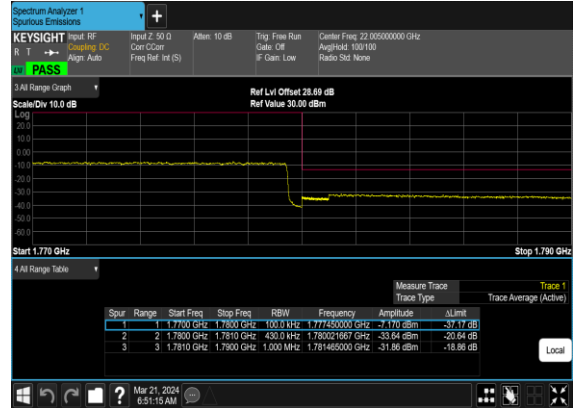 Spectrum Analyzer 1
Spurious Emissions
KEYSIGHT
R T
LXI PASS
Input: RF
Coupling: DC
Align: Auto
Input Z: 50 Ω
Corr CCorr
Freq Ref: Int (S)
Atten: 10 dB
Trig: Free Run
Gate: Off
IF Gain: Low
Center Freq: 22.005000000 GHz
Avg|Hold: 100/100
Radio Std: None
3 All Range Graph
Scale/Div 10.0 dB
Ref Lvl Offset 28.69 dB
Ref Value 30.00 dBm
Log
20.0
10.0
0.00
-10.0
-20.0
-30.0
-40.0
-50.0
-60.0
Start 1.770 GHz
Stop 1.790 GHz
4 All Range Table
Measure Trace Trace 1
Trace Type Trace Average (Active)
Spur Range Start Freq Stop Freq RBW Frequency Amplitude ΔLimit
1 1 1.7700 GHz 1.7800 GHz 100.0 kHz 1.777450000 GHz -7.170 dBm -37.17 dB
2 2 1.7800 GHz 1.7810 GHz 430.0 kHz 1.780021667 GHz -33.64 dBm -20.64 dB
3 3 1.7810 GHz 1.7900 GHz 1.000 MHz 1.781465000 GHz -31.86 dBm -18.86 dB
Local
?
Mar 21, 2024
6:51:15 AM